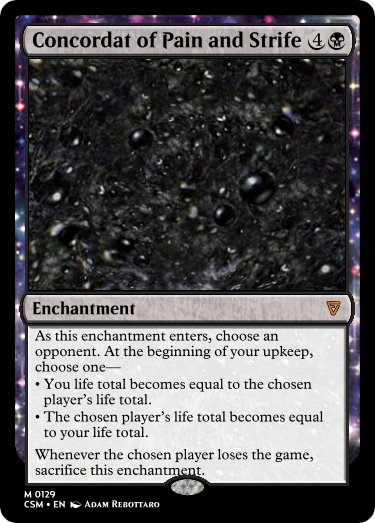 Concordat of Pain and Strife 4
Enchantment
As this enchantment enters, choose an
opponent. At the beginning of your upkeep,
choose one—
• You life total becomes equal to the chosen
player's life total.
• The chosen player's life total becomes equal
to your life total.
Whenever the chosen player loses the game,
sacrifice this enchantment.
M 0129
CSM • EN Adam Rebottaro